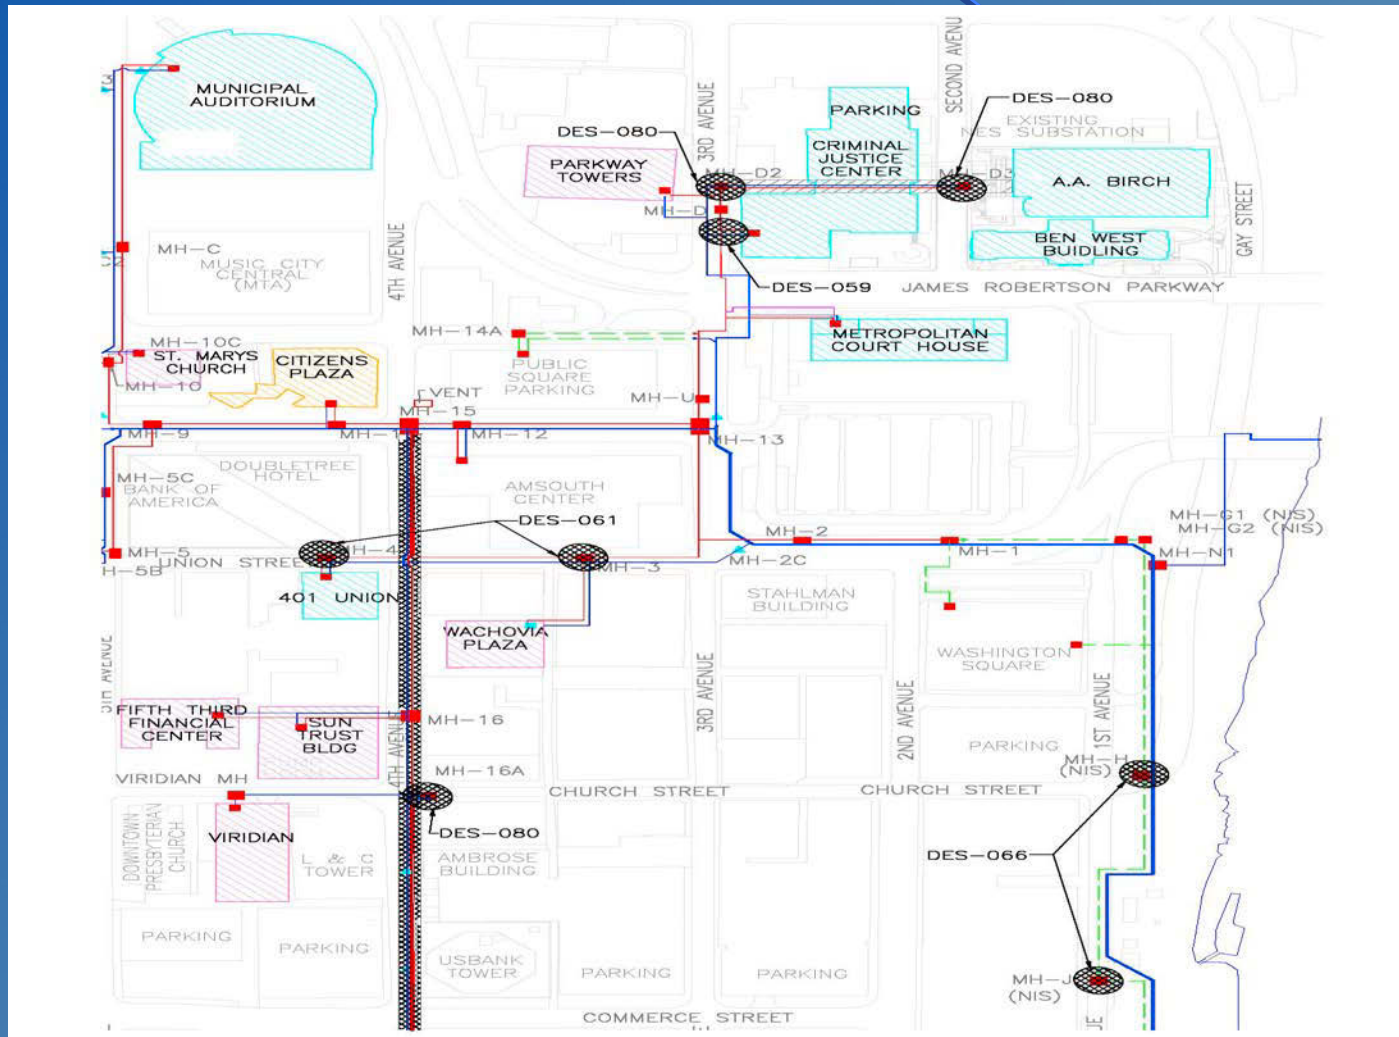 MUNICIPAL
AUDITORIUM
3RD AVENUE
SECOND AVENU
DES-080
PARKING
DES-080
EXISTING
NES SUBSTATION
CRIMINAL
JUSTICE
CENTER
PARKWAY
TOWERS
MH-D2
MH-D3
A.A. BIRCH
MH-D
GAY STREET
4TH AVENUE
MH-C
MUSIC CITY
CENTRAL
(MTA)
BEN WEST
BUIDLING
DES-059
JAMES ROBERTSON PARKWAY
MH-14A
METROPOLITAN
COURT HOUSE
MH-10C
ST. MARYS
CHURCH
CITIZENS
PLAZA
PUBLIC
SQUARE
PARKING
MH-10
VENT
MH-U
MH-15
MH-9
MH-1
MH-12
MH-13
DOUBLETREE
HOTEL
MH-5C
BANK OF
AMERICA
AMSOUTH
CENTER
DES-061
MH-G1 (NIS)
MH-G2 (NIS)
MH-2
MH-1
MH-N1
MH-5
MH-4
MH-3
MH-2C
H-5B
UNION STREE
401 UNION
STAHLMAN
BUILDING
WACHOVIA
PLAZA
WASHINGTON
SQUARE
3RD AVENUE
2ND AVENUE
1ST AVENUE
FIFTH THIRD
FINANCIAL
CENTER
SUN
TRUST
BLDG
4TH AVENUE
MH-16
PARKING
MH-H
(NIS)
VIRIDIAN MH
MH-16A
CHURCH STREET
CHURCH STREET
DOWNTOWN
PRESBYTERIAN
CHURCH
VIRIDIAN
DES-080
L & C
TOWER
AMBROSE
BUILDING
DES-066
PARKING
PARKING
USBANK
TOWER
PARKING
PARKING
MH-J
(NIS)
COMMERCE STREET